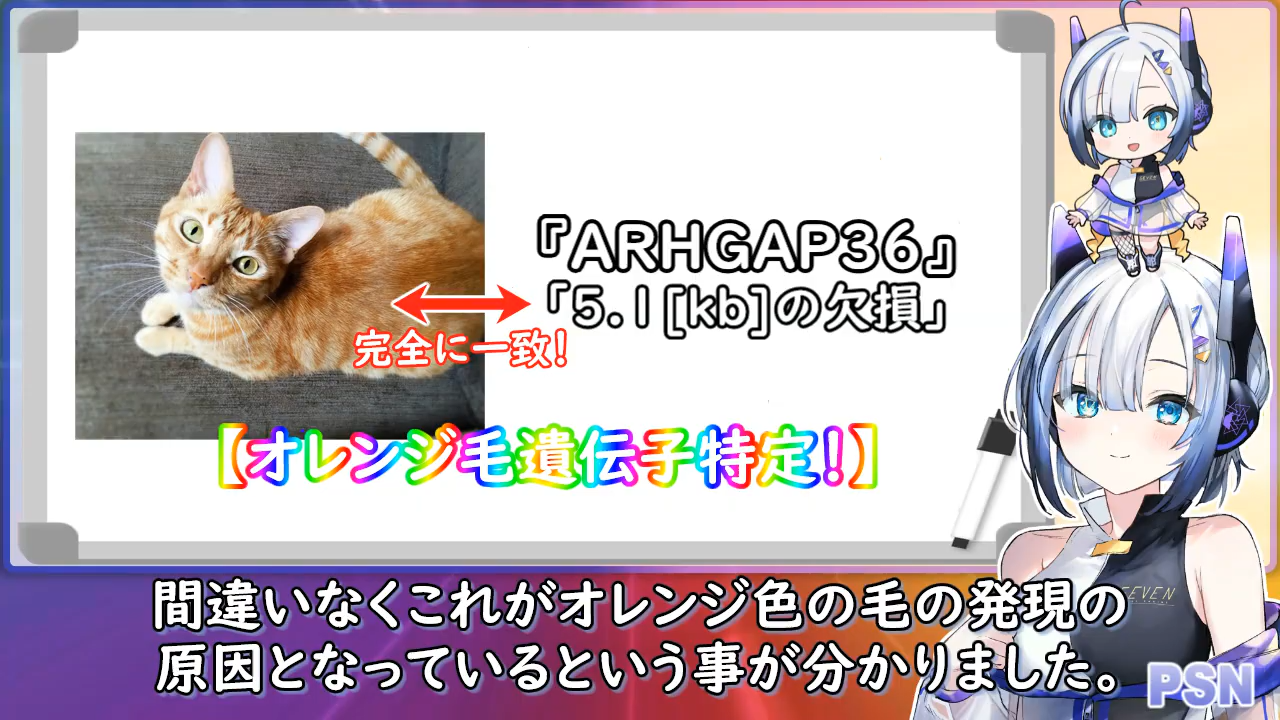 『ARHGAP36』
「5.1[kb]の欠損」
完全に一致!
【オレンジ毛遺伝子特定!】
間違いなくこれがオレンジ色の毛の発現の
原因となっているという事が分かりました。
PSN